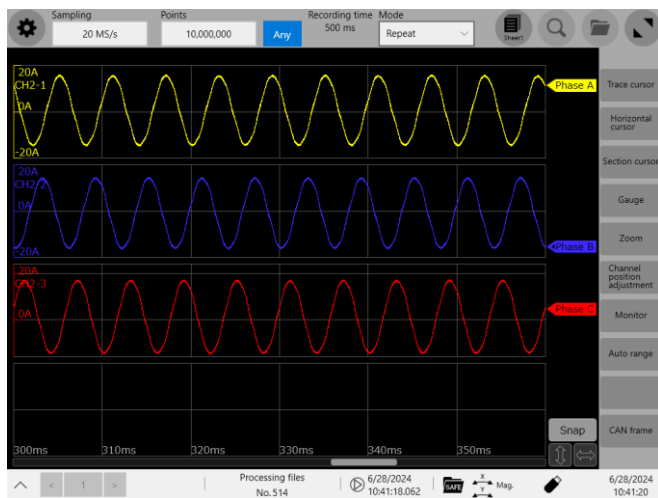 Sampling
20 MS/s
Points
10,000,000
Any
Recording time
500 ms
Mode
Repeat
Sheet1
20A
CH2-1
0A
-20A
Phase A
20A
CH2-2
0A
-20A
Phase B
20A
CH2-3
0A
Phase C
300ms
310ms
320ms
330ms
340ms
350ms
Trace cursor
Horizontal
cursor
Section cursor
Gauge
Zoom
Channel
position
adjustment
Monitor
Auto range
Snap
CAN frame
<
1
>
Processing files
No. 514
6/28/2024
10:41:18.062
SAFE
X
Y
Mag.
6/28/2024
10:41:20